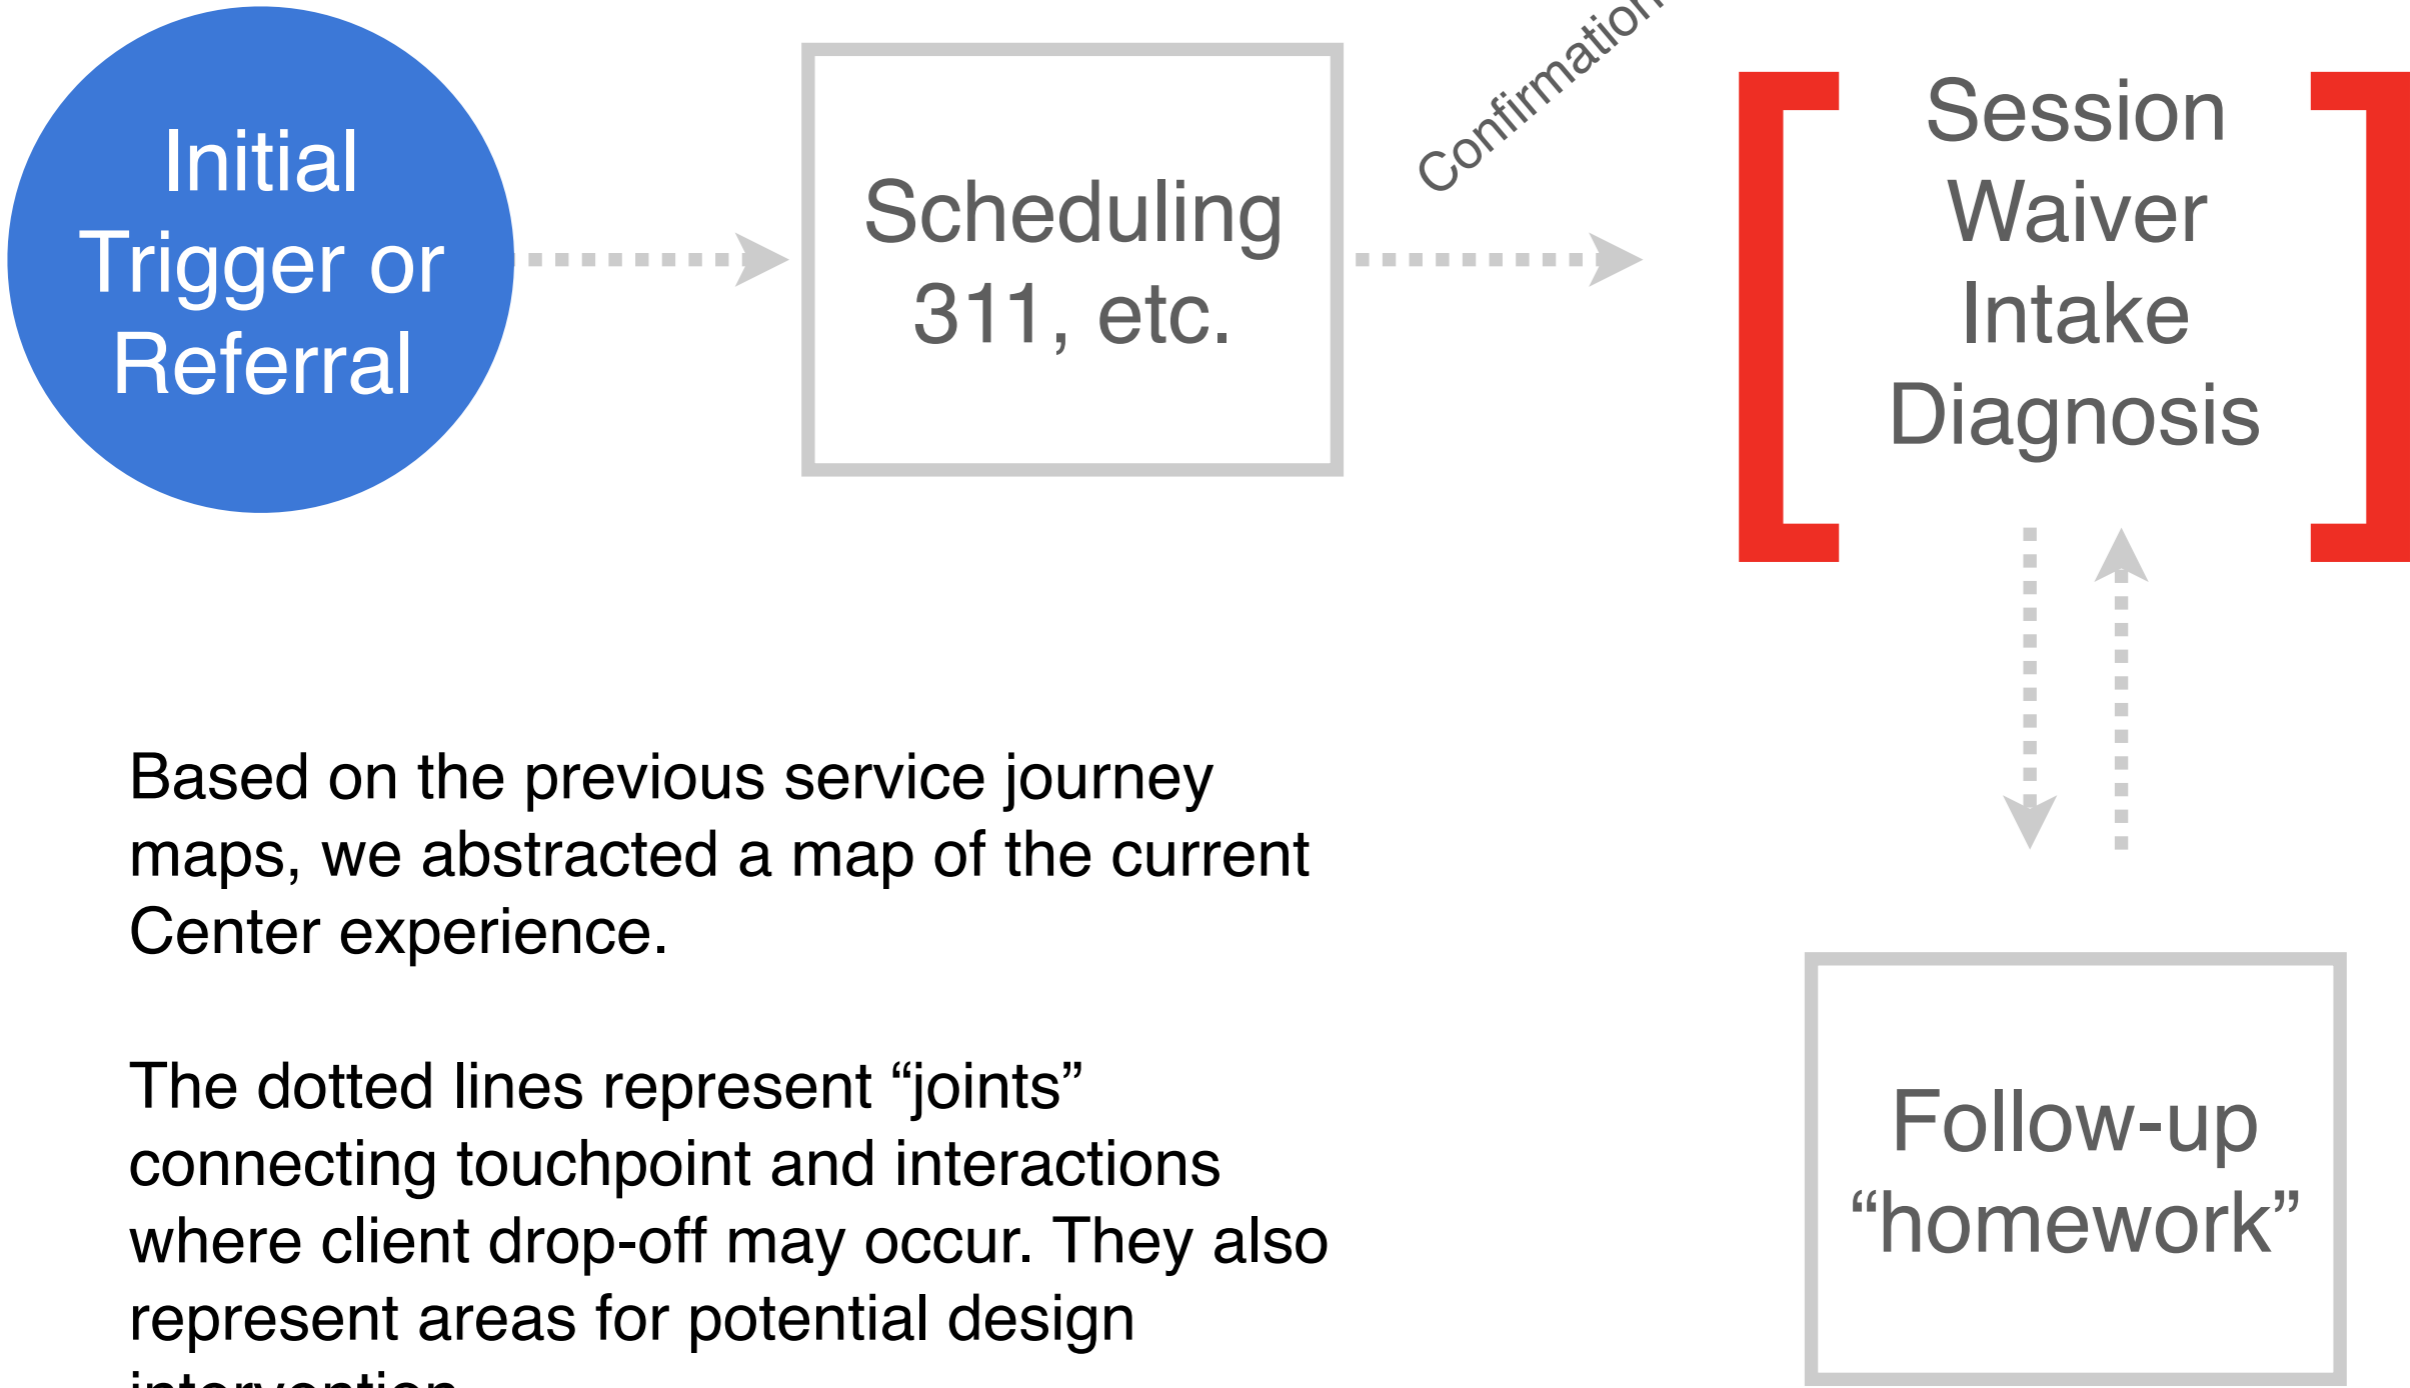 Initial
Trigger or
Referral
Scheduling
311, etc.
Confirmation
Session
Waiver
Intake
Diagnosis
Based on the previous service journey
maps, we abstracted a map of the current
Center experience.
The dotted lines represent “joints”
connecting touchpoint and interactions
where client drop-off may occur. They also
represent areas for potential design
intervention
Follow-up
“homework”